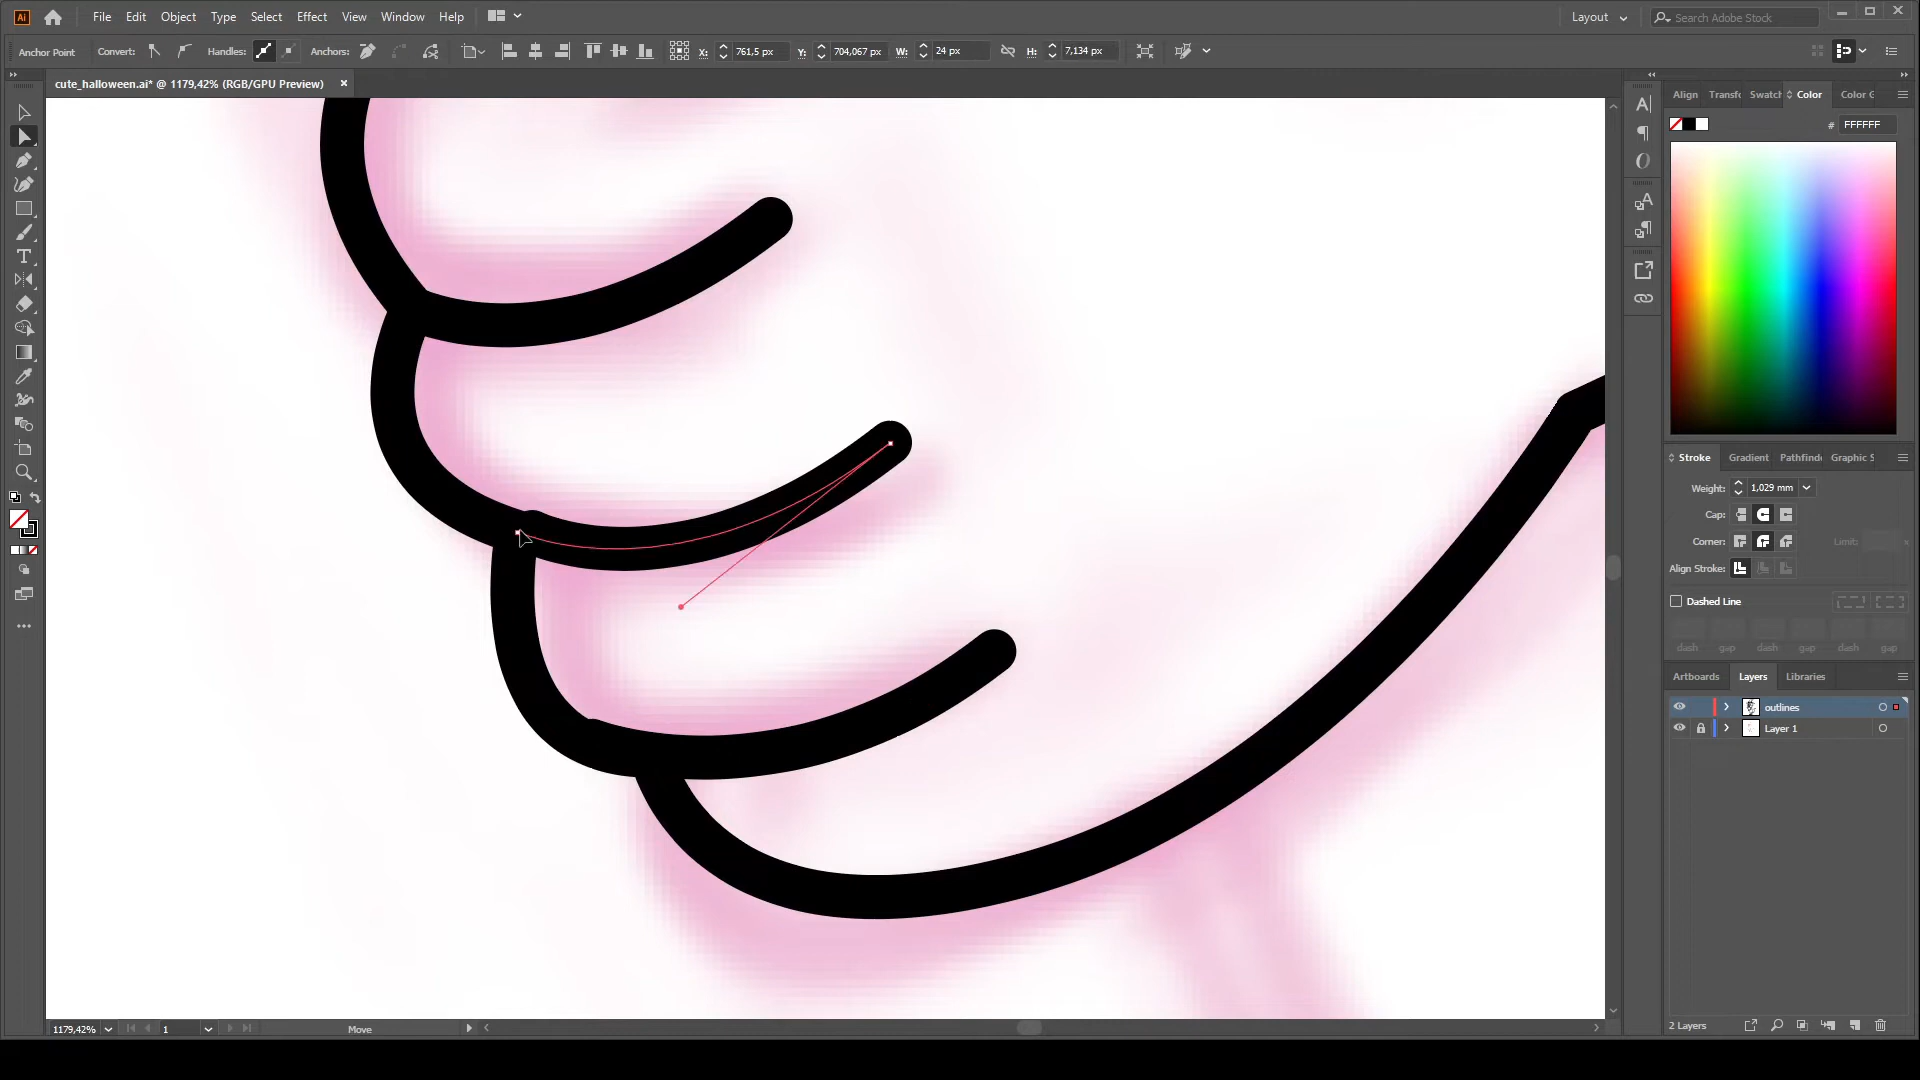 Ai File Edit Object Type Select Effect View Window Help Layout Search Adobe Stock
Anchor Point Convert: Handles: Anchors: X: 761,5 px Y: 704,067 px W: 24 px H: 7,134 px
cute_halloween.ai* @ 1179,42% (RGB/GPU Preview) ×
Align Transfo Swatch Color Color G
# FFFFFF
Stroke Gradient Pathfinde Graphic S
Weight: 1,029 mm
Cap:
Corner: Limit: x
Align Stroke:
Dashed Line
dash gap dash gap dash gap
Artboards Layers Libraries
outlines
Layer 1
2 Layers
1179,42% 1 Move